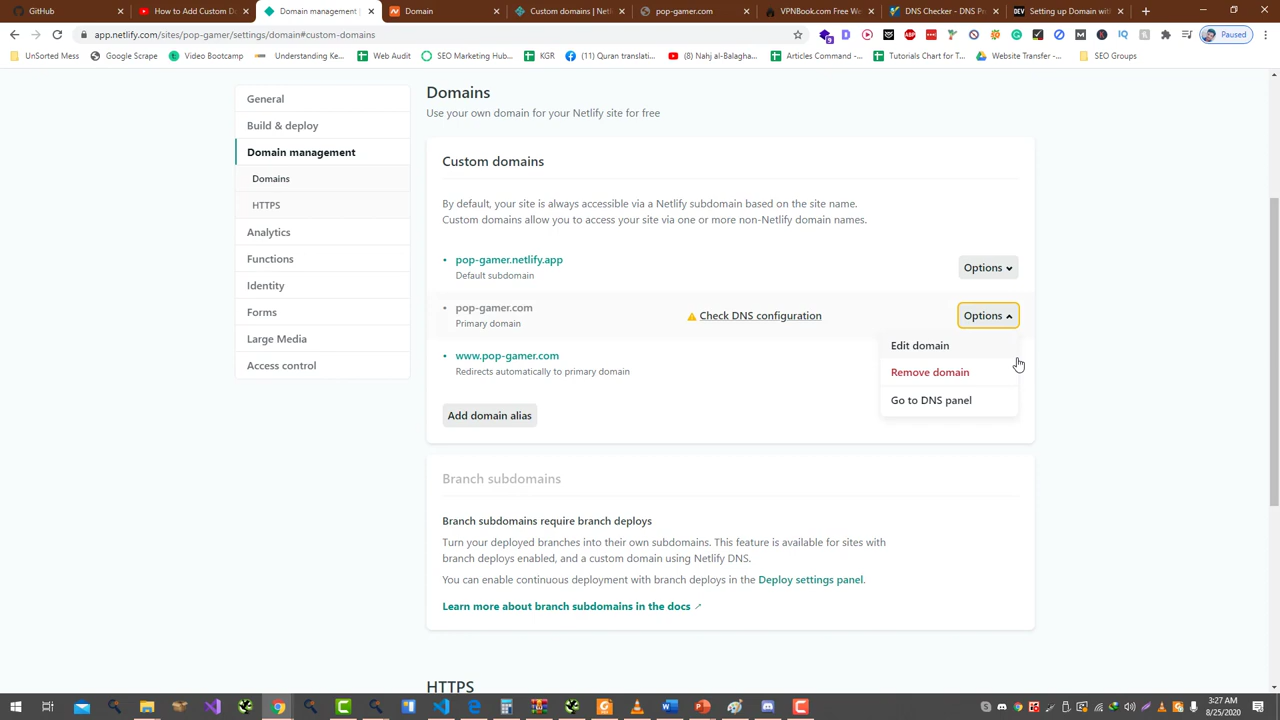 GitHub
How to Add Custom D
Domain management |
Domain
Custom domains | Netl
pop-gamer.com
VPNBook.com Free We
DNS Checker - DNS Pr
Setting up Domain with
app.netlify.com/sites/pop-gamer/settings/domain#custom-domains
Paused
UnSorted Mem
Google Scrape
Video Bootcamp
Understanding Ke...
Web Audit
SEO Marketing Hub...
KGR
(11) Quran translati...
(8) Nahj al-Balagha...
Articles Command -...
Tutorials Chart for T...
Website Transfer -...
SEO Groups
General
Build & deploy
Domain management
Domains
HTTPS
Analytics
Functions
Identity
Forms
Large Media
Access control
Domains
Use your own domain for your Netlify site for free
Custom domains
By default, your site is always accessible via a Netlify subdomain based on the site name.
Custom domains allow you to access your site via one or more non-Netlify domain names.
pop-gamer.netlify.app
Default subdomain
Options
pop-gamer.com
Primary domain
Check DNS configuration
Options
Edit domain
Remove domain
Go to DNS panel
www.pop-gamer.com
Redirects automatically to primary domain
Add domain alias
Branch subdomains
Branch subdomains require branch deploys
Turn your deployed branches into their own subdomains. This feature is available for sites with
branch deploys enabled, and a custom domain using Netlify DNS.
You can enable continuous deployment with branch deploys in the Deploy settings panel.
Learn more about branch subdomains in the docs ↗
HTTPS
3:27 AM
8/25/2020